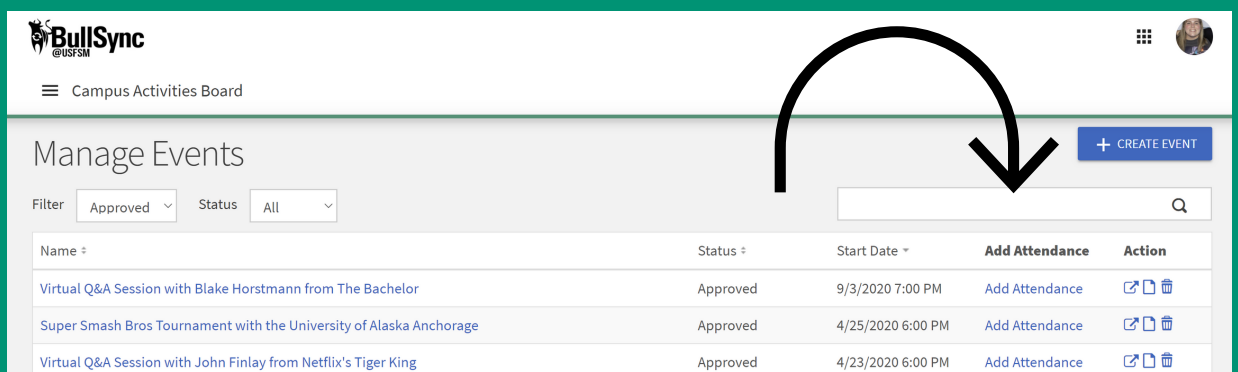 BullSync
@USFSM
Campus Activities Board
Manage Events
+ CREATE EVENT
Filter Approved Status All
Name Status Start Date Add Attendance Action
Virtual Q&A Session with Blake Horstmann from The Bachelor Approved 9/3/2020 7:00 PM Add Attendance
Super Smash Bros Tournament with the University of Alaska Anchorage Approved 4/25/2020 6:00 PM Add Attendance
Virtual Q&A Session with John Finlay from Netflix's Tiger King Approved 4/23/2020 6:00 PM Add Attendance